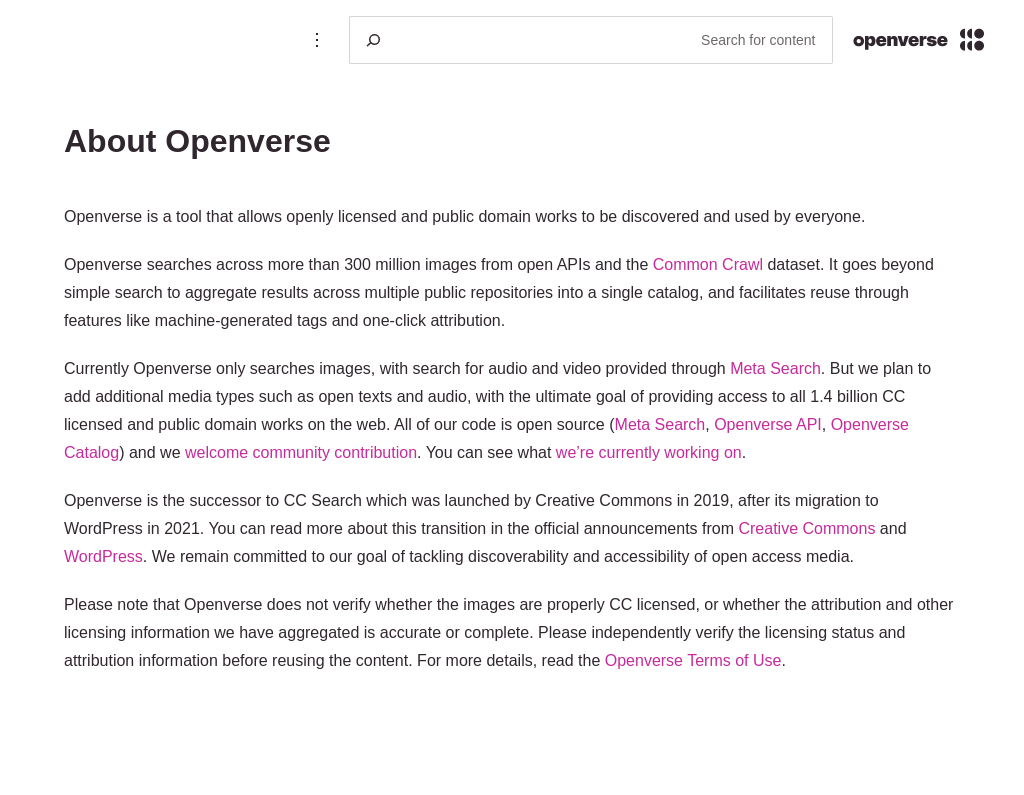 Search for content
openverse
About Openverse
Openverse is a tool that allows openly licensed and public domain works to be discovered and used by everyone.
Openverse searches across more than 300 million images from open APIs and the Common Crawl dataset. It goes beyond
simple search to aggregate results across multiple public repositories into a single catalog, and facilitates reuse through
features like machine-generated tags and one-click attribution.
Currently Openverse only searches images, with search for audio and video provided through Meta Search. But we plan to
add additional media types such as open texts and audio, with the ultimate goal of providing access to all 1.4 billion CC
licensed and public domain works on the web. All of our code is open source (Meta Search, Openverse API, Openverse
Catalog) and we welcome community contribution. You can see what we’re currently working on.
Openverse is the successor to CC Search which was launched by Creative Commons in 2019, after its migration to
WordPress in 2021. You can read more about this transition in the official announcements from Creative Commons and
WordPress. We remain committed to our goal of tackling discoverability and accessibility of open access media.
Please note that Openverse does not verify whether the images are properly CC licensed, or whether the attribution and other
licensing information we have aggregated is accurate or complete. Please independently verify the licensing status and
attribution information before reusing the content. For more details, read the Openverse Terms of Use.